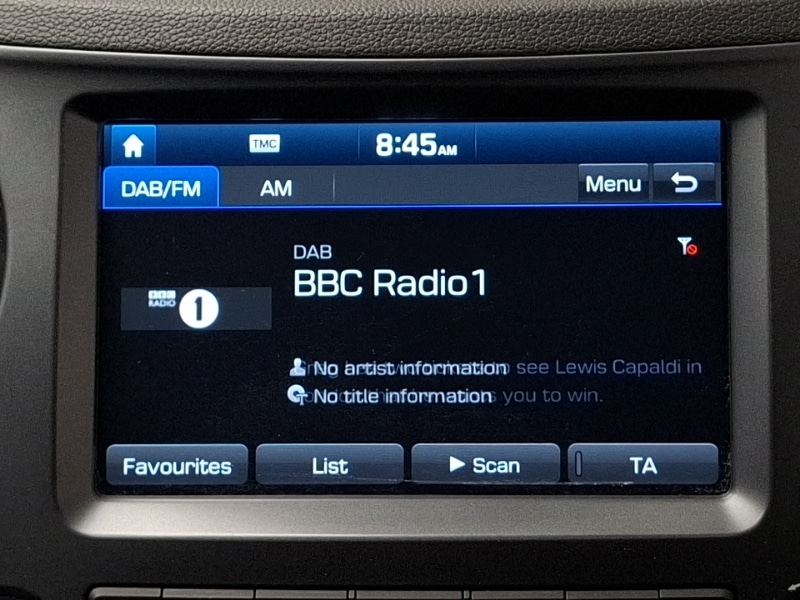 TMC
8:45AM
DAB/FM
AM
Menu
DAB
BBC Radio1
BBC
RADIO
1
No artist information
to see Lewis Capaldi in
No title information
you to win.
Favourites
List
Scan
TA